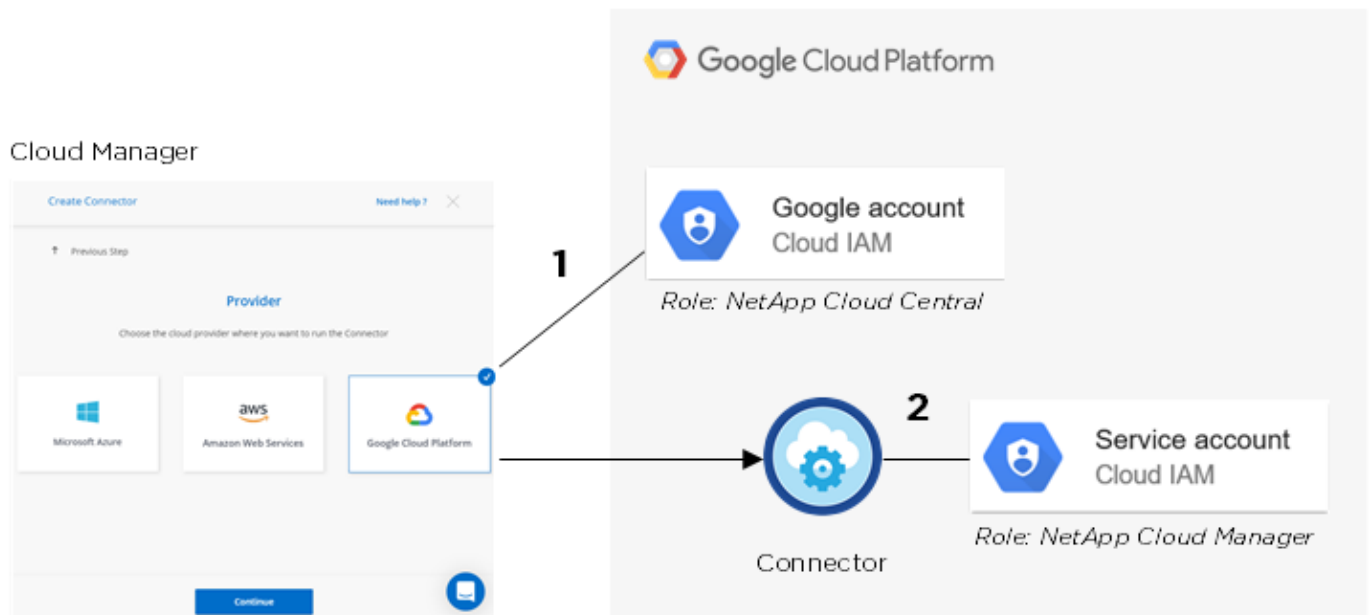 Google Cloud Platform
Cloud Manager
Create Connector
Need help ?
Previous Step
Provider
Choose the cloud provider where you want to run the Connector
Microsoft Azure
aws
Amazon Web Services
Google Cloud Platform
Continue
1
Google account
Cloud IAM
Role: NetApp Cloud Central
2
Connector
Service account
Cloud IAM
Role: NetApp Cloud Manager